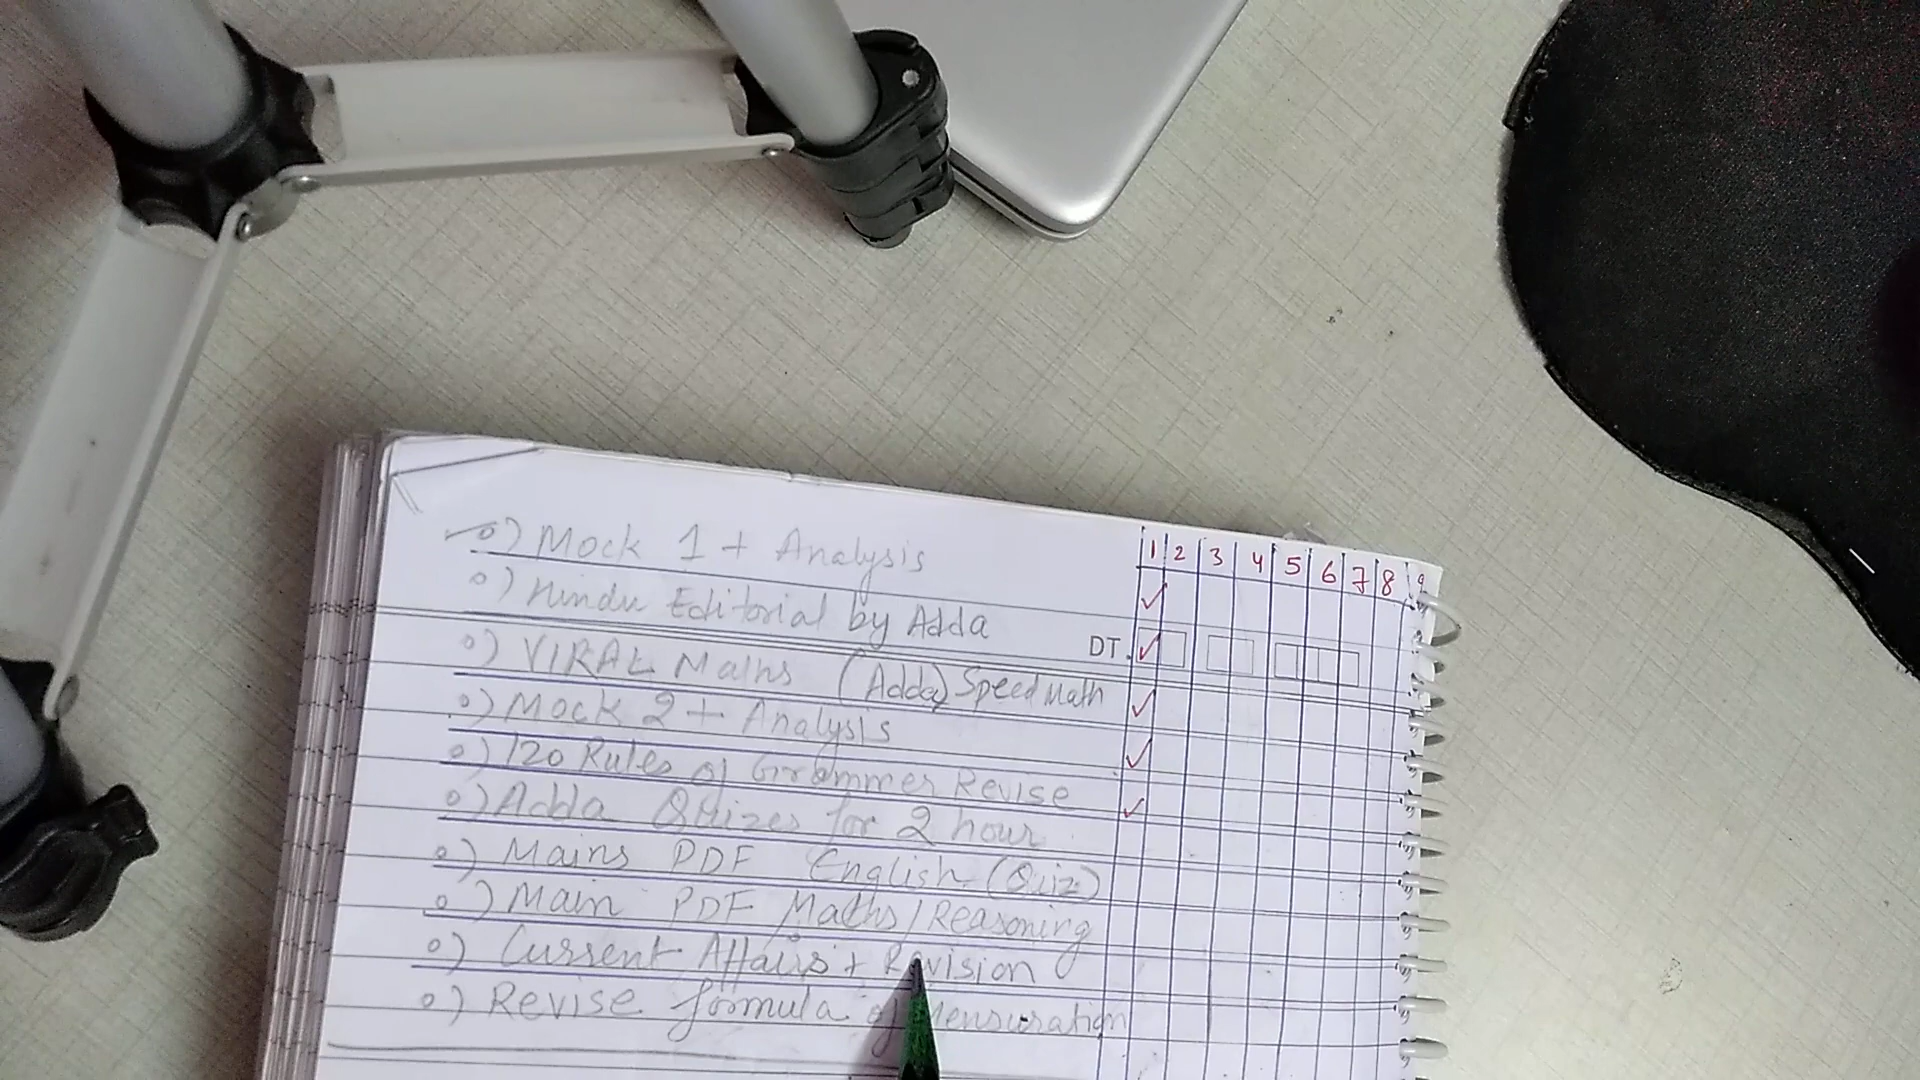 o) Mock 1 + Analysis
1 2 3 4 5 6 7 8 9
o) Hindu Editorial by Adda
DT.
o) VIRAL Maths (Adda) Speed Math
o) Mock 2 + Analysis
o) 120 Rules of Grammer Revise
o) Adda Quizes for 2 hour
o) Mains PDF English (Quiz)
o) Main PDF Maths/Reasoning
o) Current Affairs + Revision
o) Revise formula of Mensuration